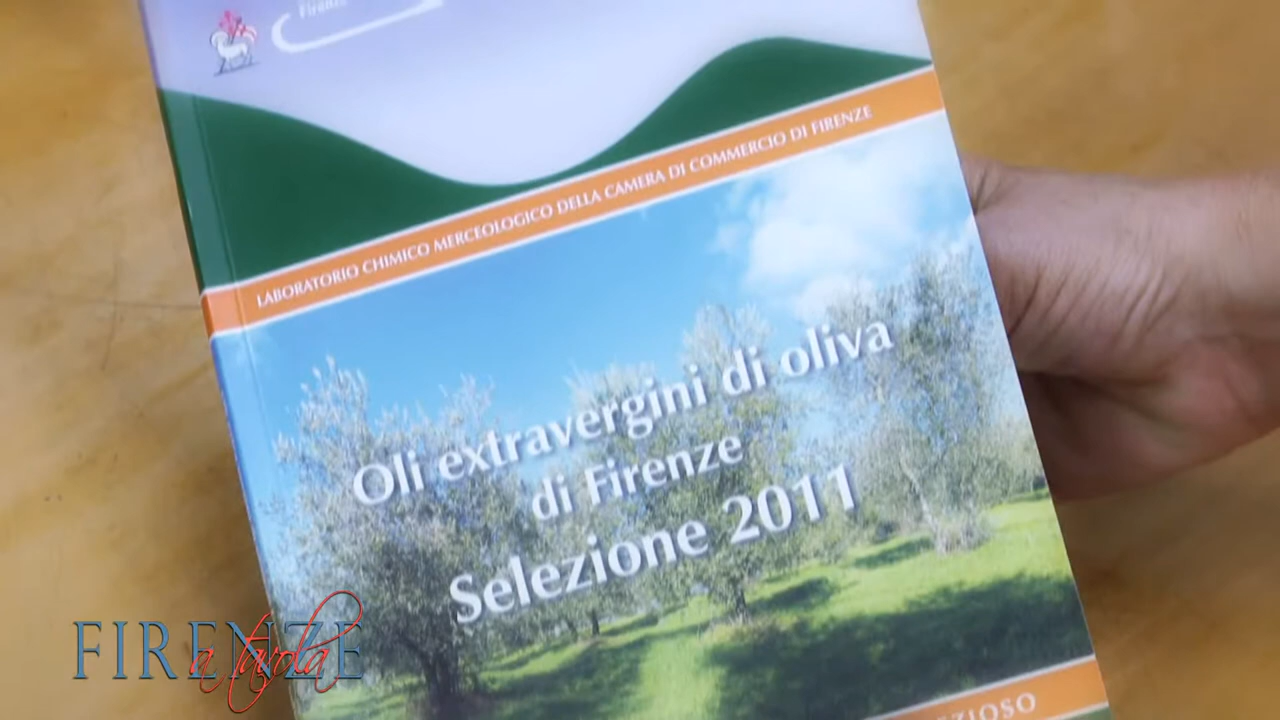 Firenze
LABORATORIO CHIMICO MERCEOLOGICO DELLA CAMERA DI COMMERCIO DI FIRENZE
Oli extravergini di oliva
di Firenze
Selezione 2011
FIRENZE
a tavola